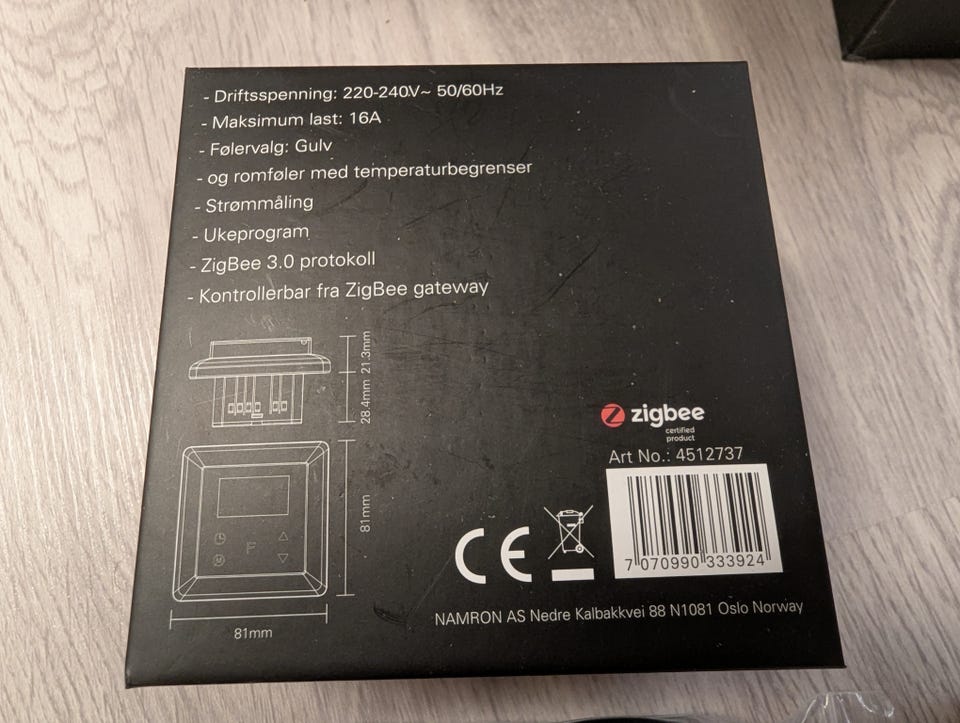 - Driftsspenning: 220-240V~ 50/60Hz
- Maksimum last: 16A
- Følervalg: Gulv
- og romføler med temperaturbegrenser
- Strømmåling
- Ukeprogram
- ZigBee 3.0 protokoll
- Kontrollerbar fra ZigBee gateway
21.3mm
28.4mm
81mm
F
M
81mm
zigbee
certified
product
Art No.: 4512737
CE
7 070990 333924
NAMRON AS Nedre Kalbakkvei 88 N1081 Oslo Norway